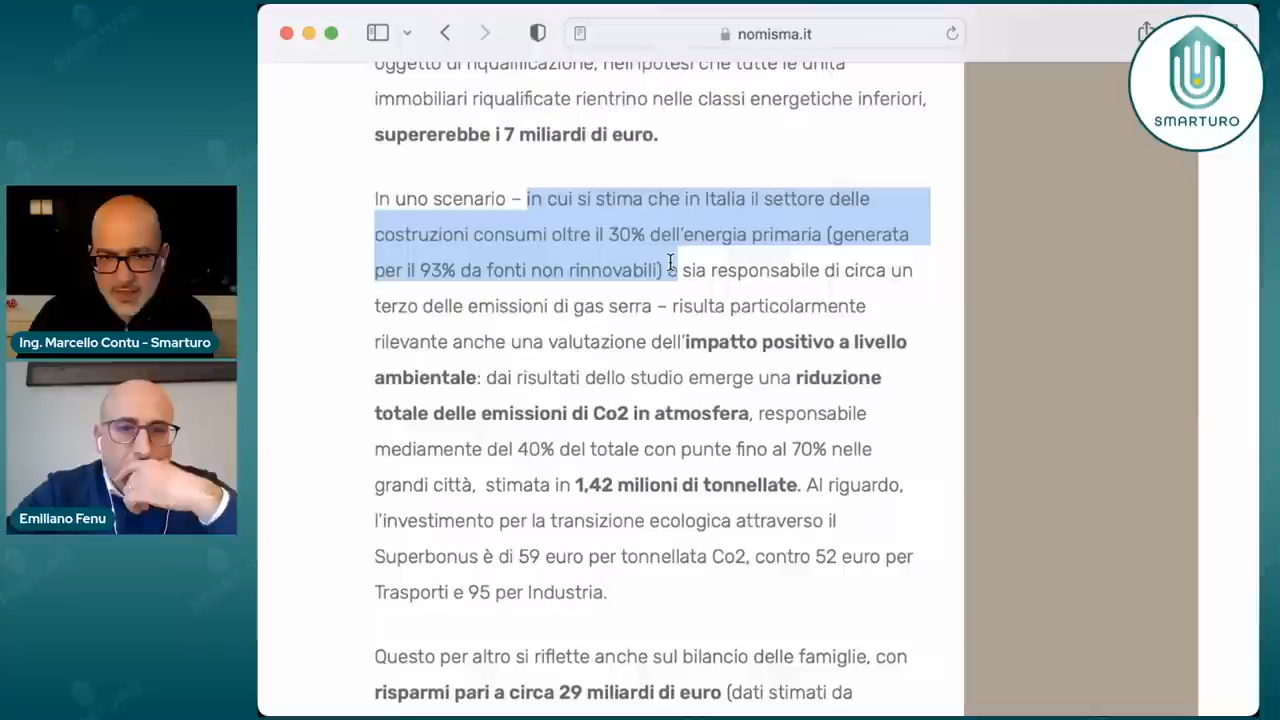 nomisma.it
SMARTURO
oggetto di riqualificazione, nell'ipotesi che tutte le unità
immobiliari riqualificate rientrino nelle classi energetiche inferiori,
supererebbe i 7 miliardi di euro.
In uno scenario – in cui si stima che in Italia il settore delle
costruzioni consumi oltre il 30% dell'energia primaria (generata
per il 93% da fonti non rinnovabili) e sia responsabile di circa un
terzo delle emissioni di gas serra – risulta particolarmente
rilevante anche una valutazione dell'impatto positivo a livello
ambientale: dai risultati dello studio emerge una riduzione
totale delle emissioni di Co2 in atmosfera, responsabile
mediamente del 40% del totale con punte fino al 70% nelle
grandi città, stimata in 1,42 milioni di tonnellate. Al riguardo,
l'investimento per la transizione ecologica attraverso il
Superbonus è di 59 euro per tonnellata Co2, contro 52 euro per
Trasporti e 95 per Industria.
Questo per altro si riflette anche sul bilancio delle famiglie, con
risparmi pari a circa 29 miliardi di euro (dati stimati da
Ing. Marcello Contu - Smarturo
Emiliano Fenu